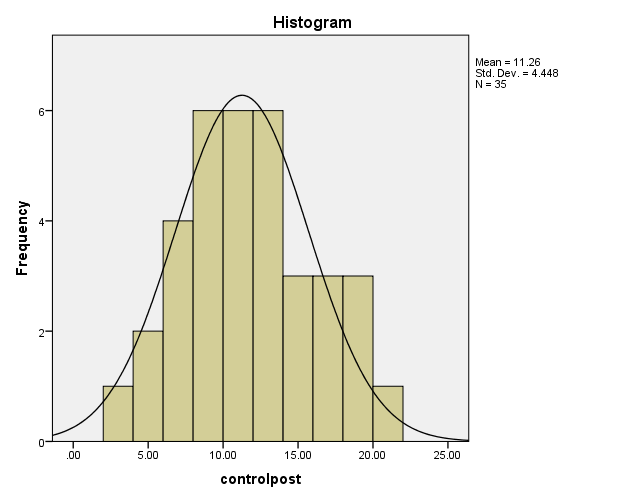 Histogram
Mean = 11.26
Std. Dev. = 4.448
N = 35
Frequency
6
4
2
0
.00 5.00 10.00 15.00 20.00 25.00
controlpost